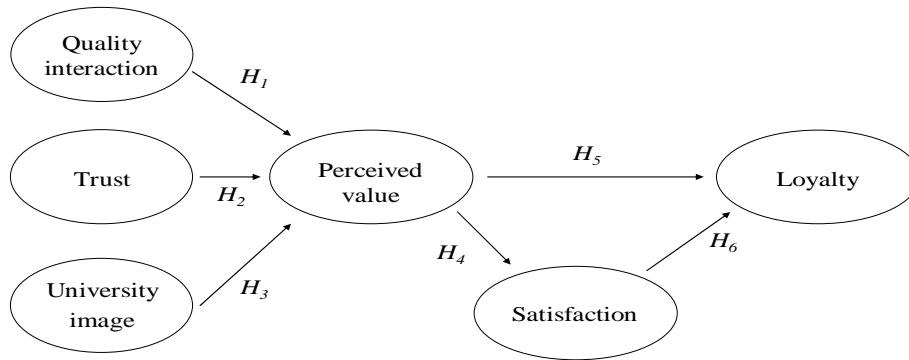 Quality
interaction
H1
Trust
H2
University
image
H3
Perceived
value
H4
H5
Satisfaction
H6
Loyalty